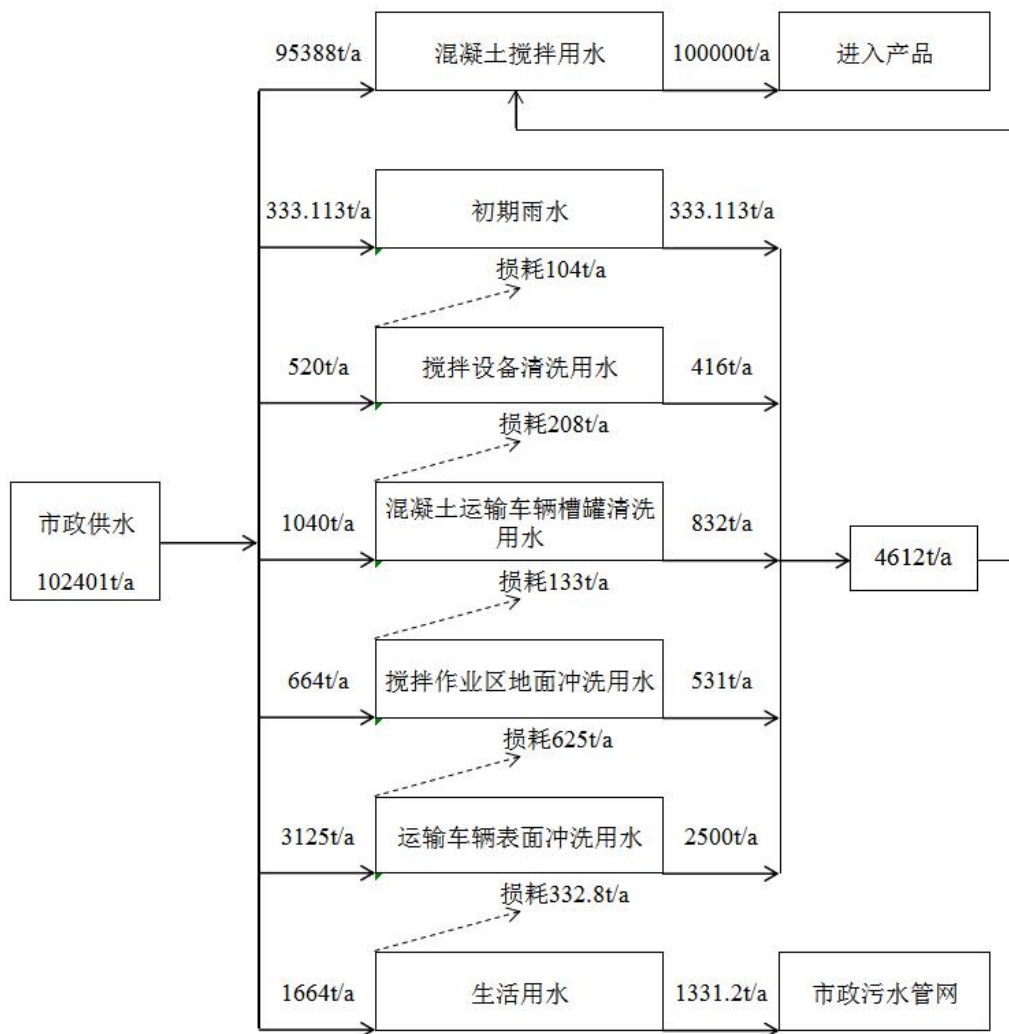 95388t/a
混凝土搅拌用水
100000t/a
进入产品
333.113t/a
初期雨水
333.113t/a
损耗104t/a
520t/a
搅拌设备清洗用水
416t/a
损耗208t/a
市政供水
102401t/a
1040t/a
混凝土运输车辆槽罐清洗
用水
832t/a
4612t/a
损耗133t/a
664t/a
搅拌作业区地面冲洗用水
531t/a
损耗625t/a
3125t/a
运输车辆表面冲洗用水
2500t/a
损耗332.8t/a
1664t/a
生活用水
1331.2t/a
市政污水管网